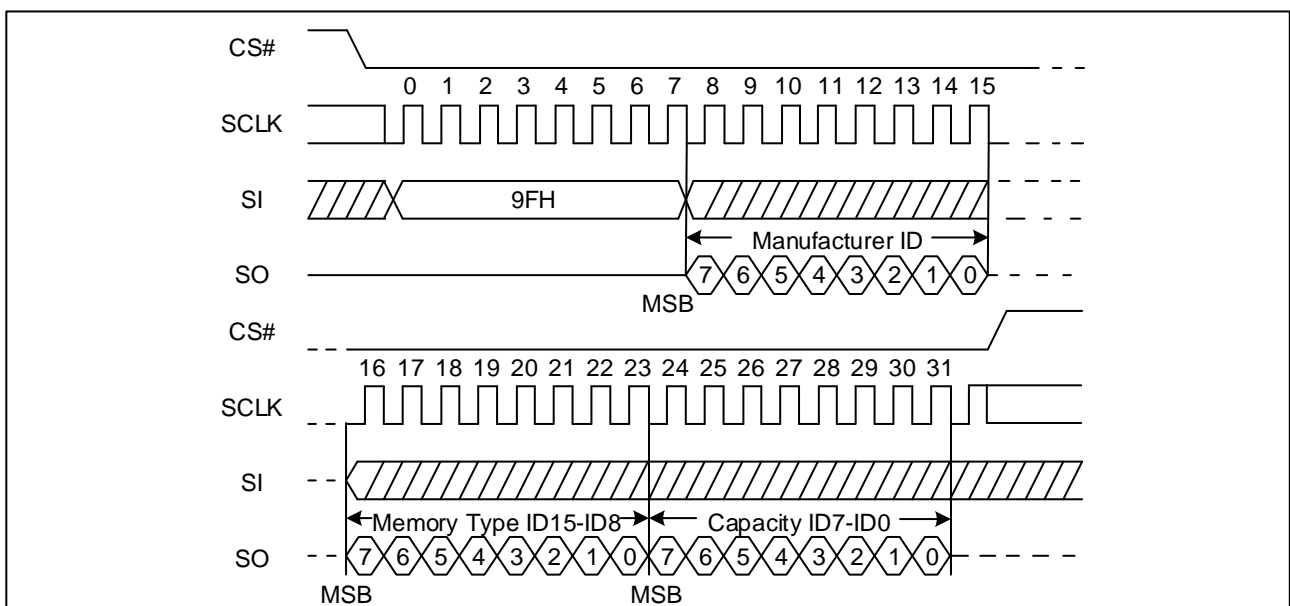 CS#
0 1 2 3 4 5 6 7 8 9 10 11 12 13 14 15
SCLK
SI 9FH
Manufacturer ID
SO 7 6 5 4 3 2 1 0
MSB
CS#
16 17 18 19 20 21 22 23 24 25 26 27 28 29 30 31
SCLK
SI
Memory Type ID15-ID8 Capacity ID7-ID0
SO 7 6 5 4 3 2 1 0 7 6 5 4 3 2 1 0
MSB MSB